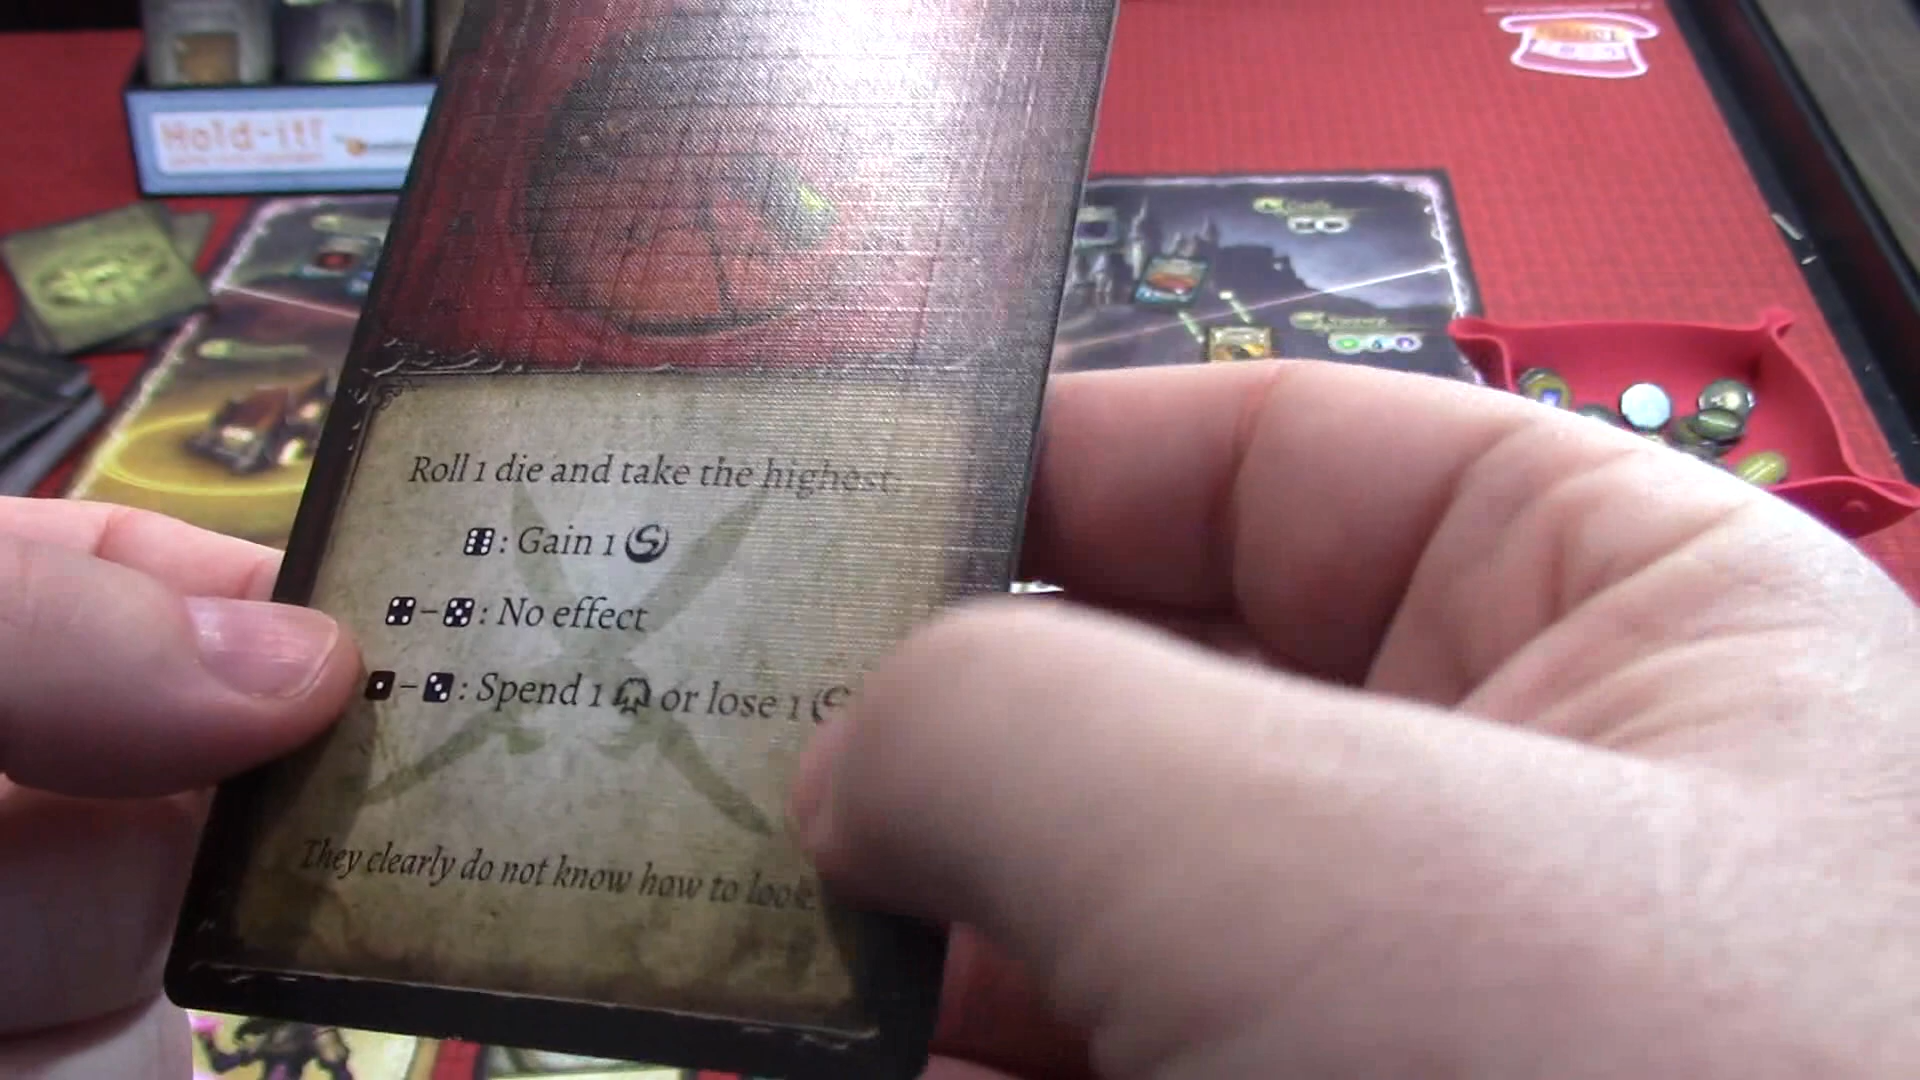 Hold-it!
Roll 1 die and take the highest:
: Gain 1
– : No effect
– : Spend 1 or lose 1
They clearly do not know how to look.